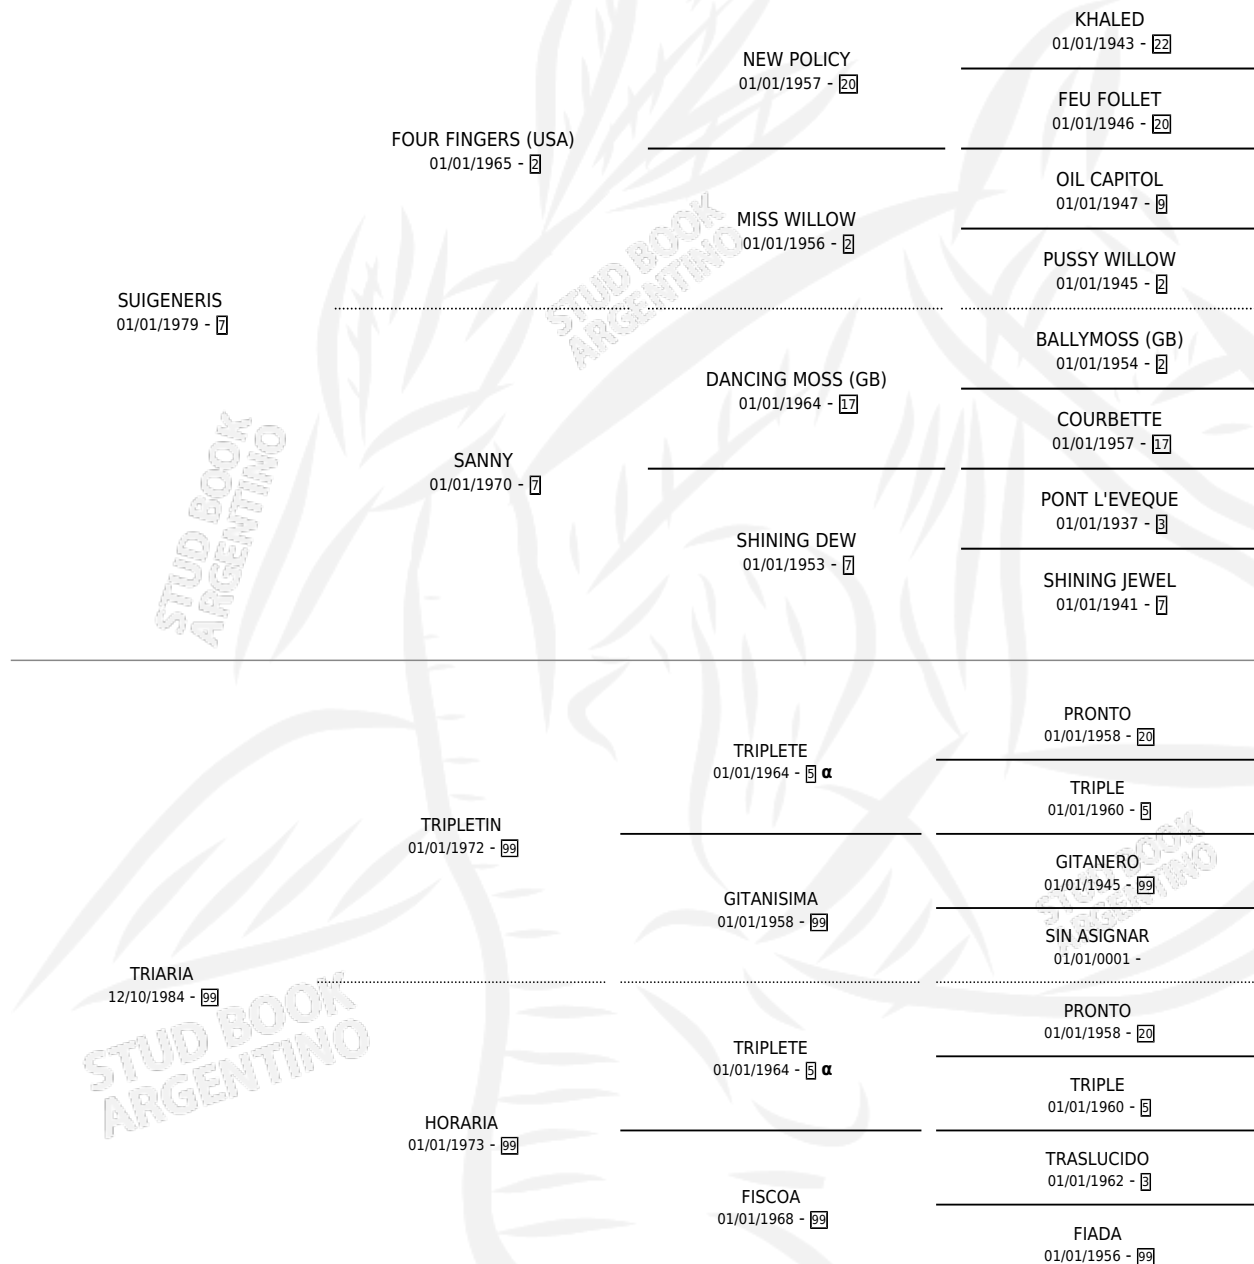 KHALED
01/01/1943 - 22
NEW POLICY
01/01/1957 - 20
FEU FOLLET
01/01/1946 - 20
FOUR FINGERS (USA)
01/01/1965 - 2
OIL CAPITOL
01/01/1947 - 9
MISS WILLOW
01/01/1956 - 2
PUSSY WILLOW
01/01/1945 - 2
SUIGENERIS
01/01/1979 - 7
BALLYMOSS (GB)
01/01/1954 - 2
DANCING MOSS (GB)
01/01/1964 - 17
COURBETTE
01/01/1957 - 17
SANNY
01/01/1970 - 7
PONT L'EVEQUE
01/01/1937 - 3
SHINING DEW
01/01/1953 - 7
SHINING JEWEL
01/01/1941 - 7
PRONTO
01/01/1958 - 20
TRIPLETE
01/01/1964 - 5 α
TRIPLE
01/01/1960 - 5
TRIPLETIN
01/01/1972 - 99
GITANERO
01/01/1945 - 99
GITANISIMA
01/01/1958 - 99
SIN ASIGNAR
01/01/0001 -
TRIARIA
12/10/1984 - 99
PRONTO
01/01/1958 - 20
TRIPLETE
01/01/1964 - 5 α
TRIPLE
01/01/1960 - 5
HORARIA
01/01/1973 - 99
TRASLUCIDO
01/01/1962 - 3
FISCOA
01/01/1968 - 99
FIADA
01/01/1956 - 99
STUD BOOK
ARGENTINO
STUD BOOK
ARGENTINO
STUD BOOK
ARGENTINO
STUD BOOK
ARGENTINO